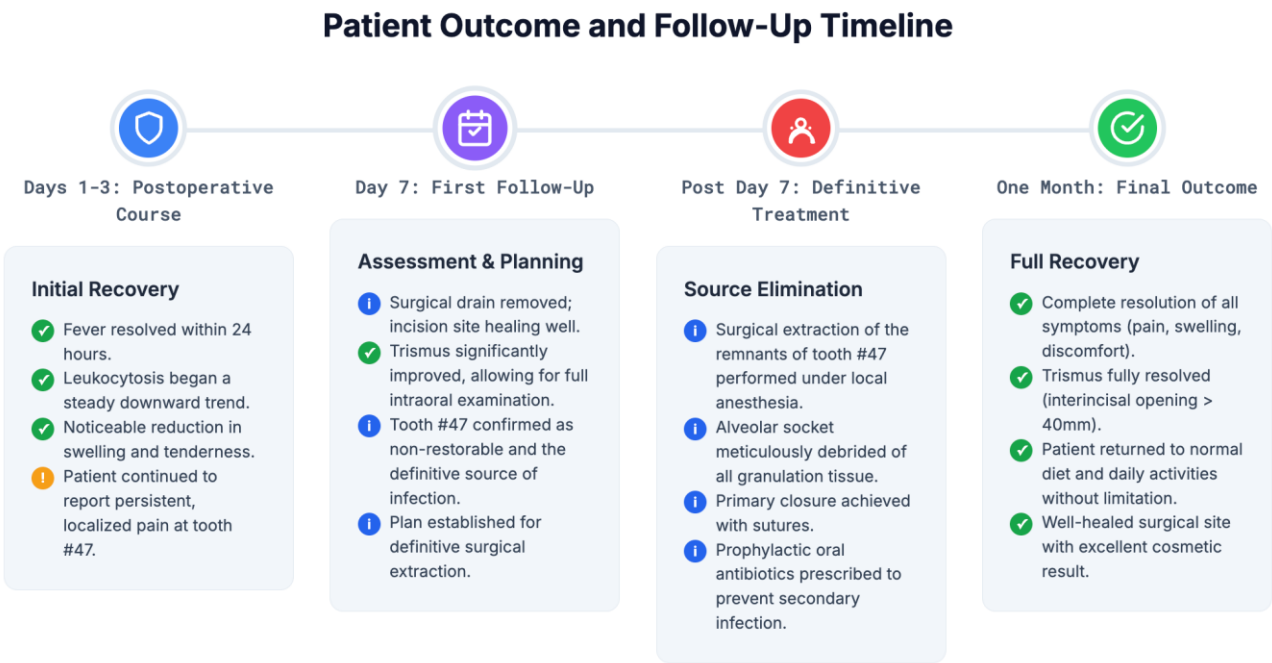 Patient Outcome and Follow-Up Timeline
Days 1-3: Postoperative
Course
Initial Recovery
Fever resolved within 24
hours.
Leukocytosis began a
steady downward trend.
Noticeable reduction in
swelling and tenderness.
Patient continued to
report persistent,
localized pain at tooth
#47.
Day 7: First Follow-Up
Assessment & Planning
Surgical drain removed;
incision site healing well.
Trismus significantly
improved, allowing for full
intraoral examination.
Tooth #47 confirmed as
non-restorable and the
definitive source of
infection.
Plan established for
definitive surgical
extraction.
Post Day 7: Definitive
Treatment
Source Elimination
Surgical extraction of the
remnants of tooth #47
performed under local
anesthesia.
Alveolar socket
meticulously debrided of
all granulation tissue.
Primary closure achieved
with sutures.
Prophylactic oral
antibiotics prescribed to
prevent secondary
infection.
One Month: Final Outcome
Full Recovery
Complete resolution of all
symptoms (pain, swelling,
discomfort).
Trismus fully resolved
(interincisal opening >
40mm).
Patient returned to normal
diet and daily activities
without limitation.
Well-healed surgical site
with excellent cosmetic
result.